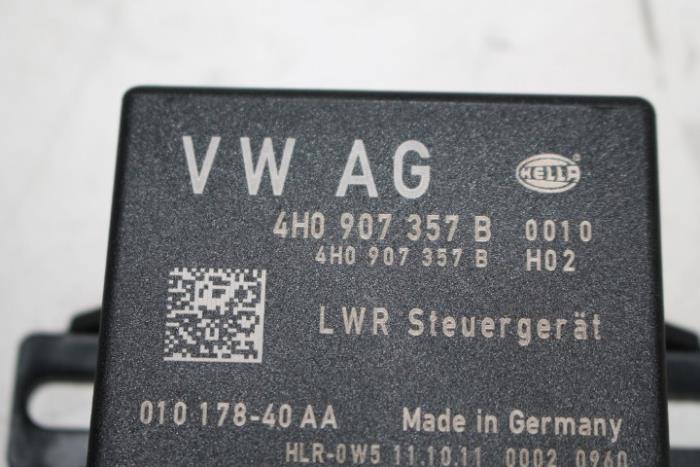 VW AG HELLA
4H0 907 357 B 0010
4H0 907 357 B H02
LWR Steuergerät
010 178-40 AA Made in Germany
HLR-0W5 11.10.11 0002 0960